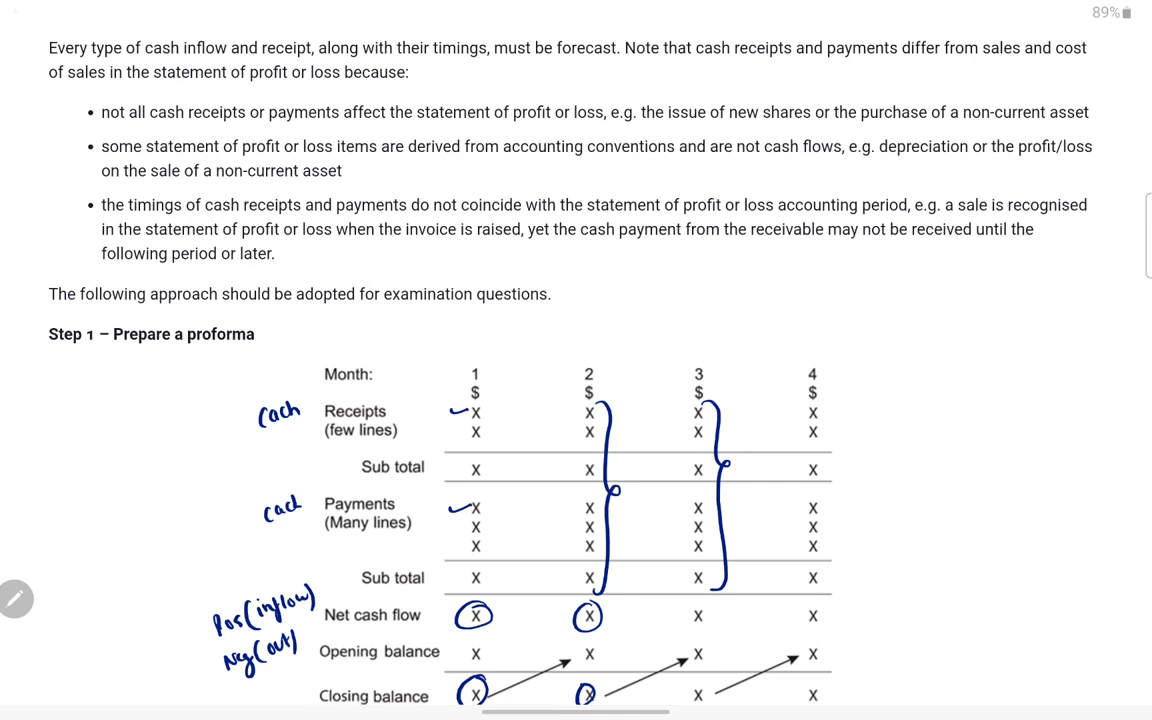 89%
Every type of cash inflow and receipt, along with their timings, must be forecast. Note that cash receipts and payments differ from sales and cost
of sales in the statement of profit or loss because:
• not all cash receipts or payments affect the statement of profit or loss, e.g. the issue of new shares or the purchase of a non-current asset
• some statement of profit or loss items are derived from accounting conventions and are not cash flows, e.g. depreciation or the profit/loss
on the sale of a non-current asset
• the timings of cash receipts and payments do not coincide with the statement of profit or loss accounting period, e.g. a sale is recognised
in the statement of profit or loss when the invoice is raised, yet the cash payment from the receivable may not be received until the
following period or later.
The following approach should be adopted for examination questions.
Step 1 – Prepare a proforma
Month: 1 2 3 4
$ $ $ $
Cash Receipts X X X X
(few lines) X X X X
Sub total X X X X
Cash Payments X X X X
(Many lines) X X X X
X X X X
Sub total X X X X
Pos(inflow) Net cash flow X X X X
Neg(out) Opening balance X X X X
Closing balance X X X X